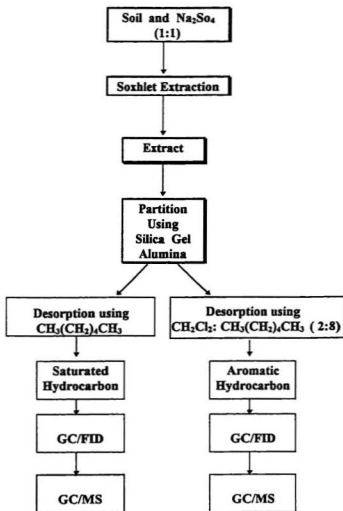 Soil and Na₂So₄
(1:1)
Soxhlet Extraction
Extract
Partition
Using
Silica Gel
Alumina
Desorption using
CH₃(CH₂)₄CH₃
Desorption using
CH₂Cl₂: CH₃(CH₂)₄CH₃ ( 2:8)
Saturated
Hydrocarbon
Aromatic
Hydrocarbon
GC/FID
GC/FID
GC/MS
GC/MS